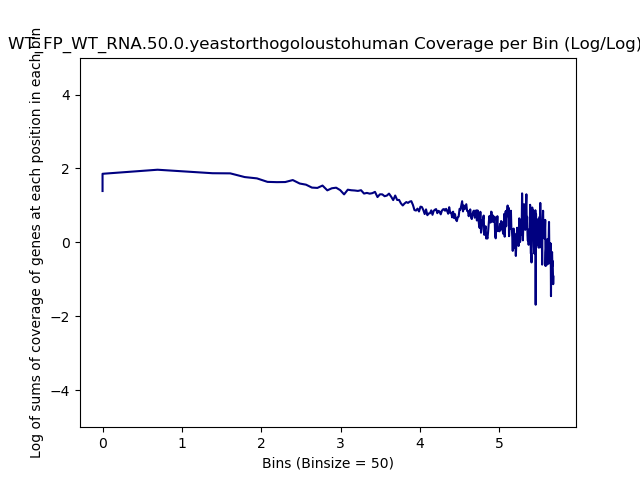 WT_FP_WT_RNA.50.0.yeastorthogoloustohuman Coverage per Bin (Log/Log)
Log of sums of coverage of genes at each position in each bin
4
2
0
−2
−4
0 1 2 3 4 5
Bins (Binsize = 50)